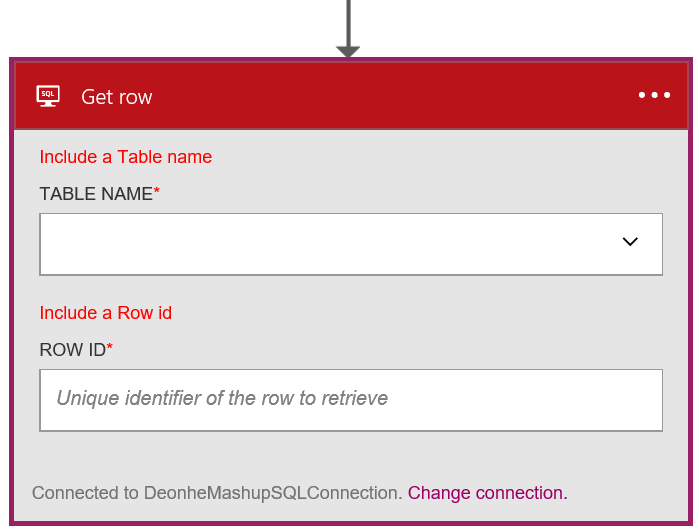 SQL
Get row
Include a Table name
TABLE NAME*
Include a Row id
ROW ID*
Unique identifier of the row to retrieve
Connected to DeonheMashupSQLConnection. Change connection.